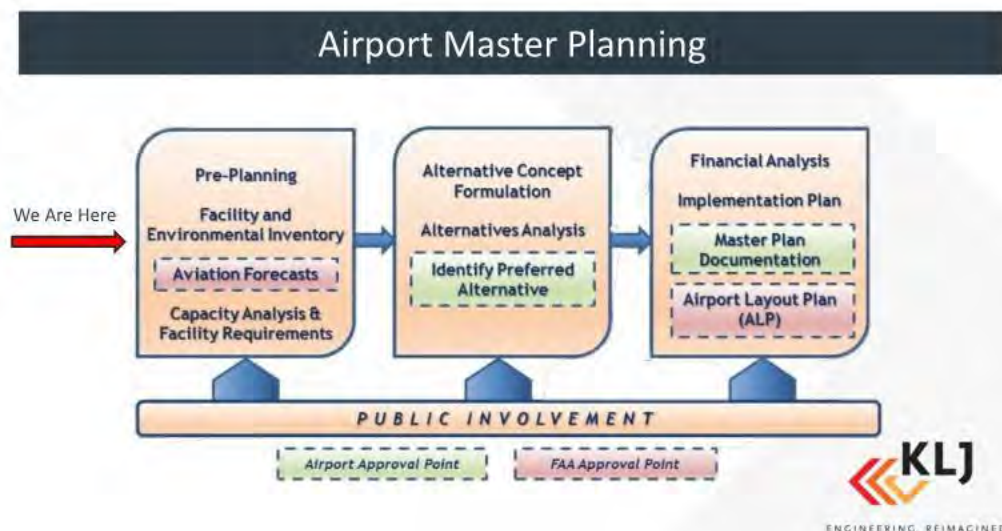 Airport Master Planning
We Are Here
Pre-Planning
Facility and
Environmental Inventory
Aviation Forecasts
Capacity Analysis &
Facility Requirements
Alternative Concept
Formulation
Alternatives Analysis
Identify Preferred
Alternative
Financial Analysis
Implementation Plan
Master Plan
Documentation
Airport Layout Plan
(ALP)
PUBLIC INVOLVEMENT
Airport Approval Point
FAA Approval Point
KLJ
ENGINEERING, REIMAGINED